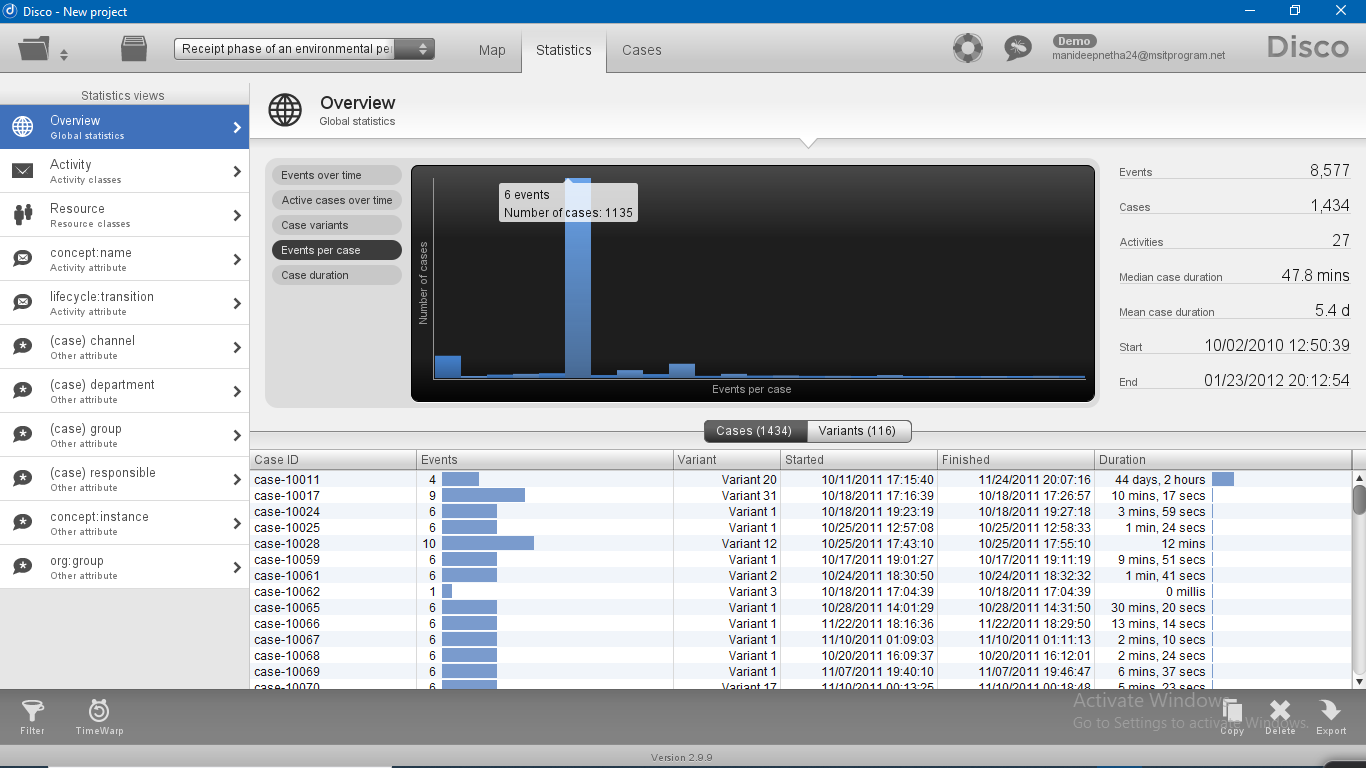 Disco - New project
Receipt phase of an environmental pe
Map
Statistics
Cases
Demo
manideepnetha24@msitprogram.net
Disco
Statistics views
Overview
Global statistics
Activity
Activity classes
Resource
Resource classes
concept:name
Activity attribute
lifecycle:transition
Activity attribute
(case) channel
Other attribute
(case) department
Other attribute
(case) group
Other attribute
(case) responsible
Other attribute
concept:instance
Other attribute
org:group
Other attribute
Overview
Global statistics
Events over time
Active cases over time
Case variants
Events per case
Case duration
6 events
Number of cases: 1135
Number of cases
Events per case
Events 8,577
Cases 1,434
Activities 27
Median case duration 47.8 mins
Mean case duration 5.4 d
Start 10/02/2010 12:50:39
End 01/23/2012 20:12:54
Cases (1434) Variants (116)
Case ID Events Variant Started Finished Duration
case-10011 4 Variant 20 10/11/2011 17:15:40 11/24/2011 20:07:16 44 days, 2 hours
case-10017 9 Variant 31 10/18/2011 17:16:39 10/18/2011 17:26:57 10 mins, 17 secs
case-10024 6 Variant 1 10/18/2011 19:23:19 10/18/2011 19:27:18 3 mins, 59 secs
case-10025 6 Variant 1 10/25/2011 12:57:08 10/25/2011 12:58:33 1 min, 24 secs
case-10028 10 Variant 12 10/25/2011 17:43:10 10/25/2011 17:55:10 12 mins
case-10059 6 Variant 1 10/17/2011 19:01:27 10/17/2011 19:11:19 9 mins, 51 secs
case-10061 6 Variant 2 10/24/2011 18:30:50 10/24/2011 18:32:32 1 min, 41 secs
case-10062 1 Variant 3 10/18/2011 17:04:39 10/18/2011 17:04:39 0 millis
case-10065 6 Variant 1 10/28/2011 14:01:29 10/28/2011 14:31:50 30 mins, 20 secs
case-10066 6 Variant 1 11/22/2011 18:16:36 11/22/2011 18:29:50 13 mins, 14 secs
case-10067 6 Variant 1 11/10/2011 01:09:03 11/10/2011 01:11:13 2 mins, 10 secs
case-10068 6 Variant 1 10/20/2011 16:09:37 10/20/2011 16:12:01 2 mins, 24 secs
case-10069 6 Variant 1 11/07/2011 19:40:10 11/07/2011 19:46:47 6 mins, 37 secs
case-10070 6 Variant 17 11/10/2011 00:13:25 11/10/2011 00:18:48 5 mins, 23 secs
Activate Windows
Go to Settings to activate Windows.
Filter
TimeWarp
Copy
Delete
Export
Version 2.9.9